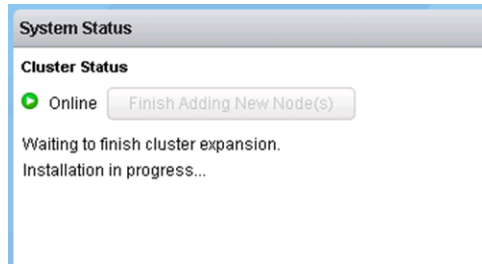 System Status
Cluster Status
Online Finish Adding New Node(s)
Waiting to finish cluster expansion.
Installation in progress...